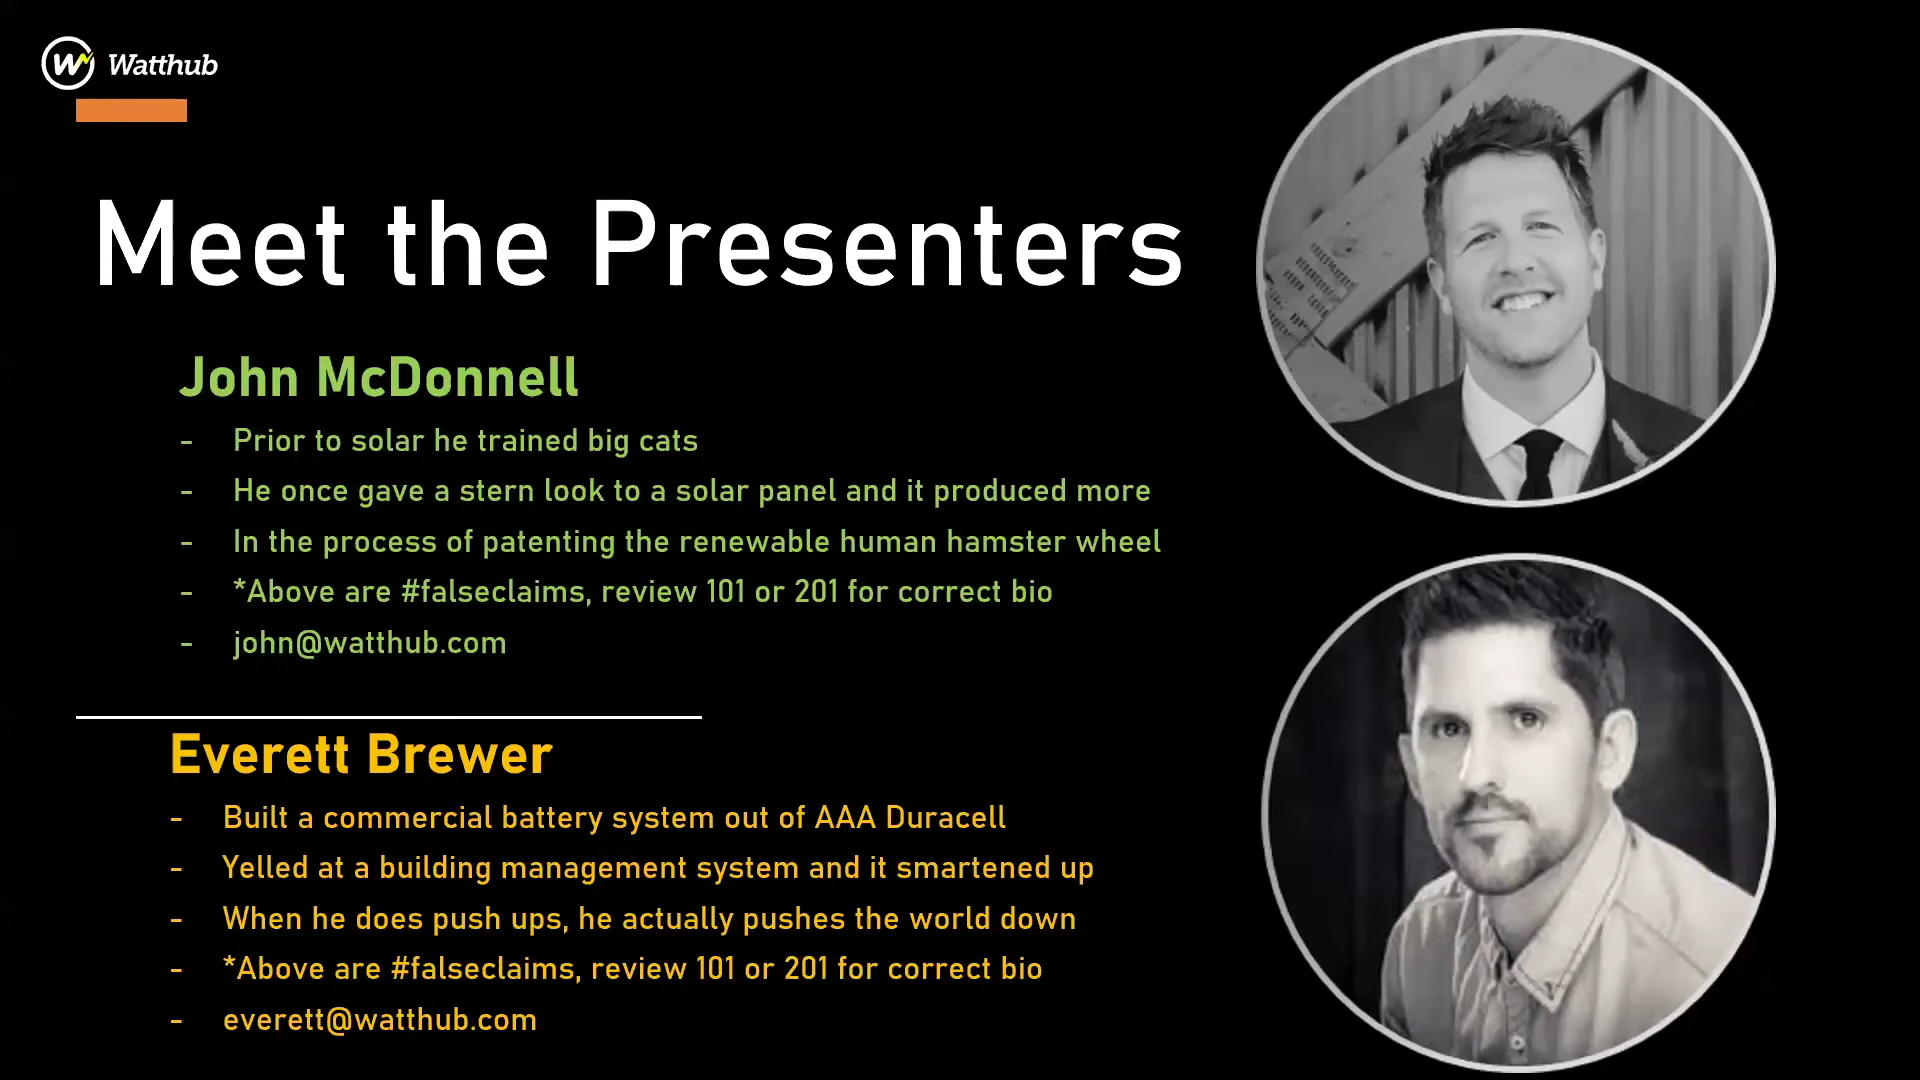 Watthub
Meet the Presenters
John McDonnell
- Prior to solar he trained big cats
- He once gave a stern look to a solar panel and it produced more
- In the process of patenting the renewable human hamster wheel
- *Above are #falseclaims, review 101 or 201 for correct bio
- john@watthub.com
Everett Brewer
- Built a commercial battery system out of AAA Duracell
- Yelled at a building management system and it smartened up
- When he does push ups, he actually pushes the world down
- *Above are #falseclaims, review 101 or 201 for correct bio
- everett@watthub.com